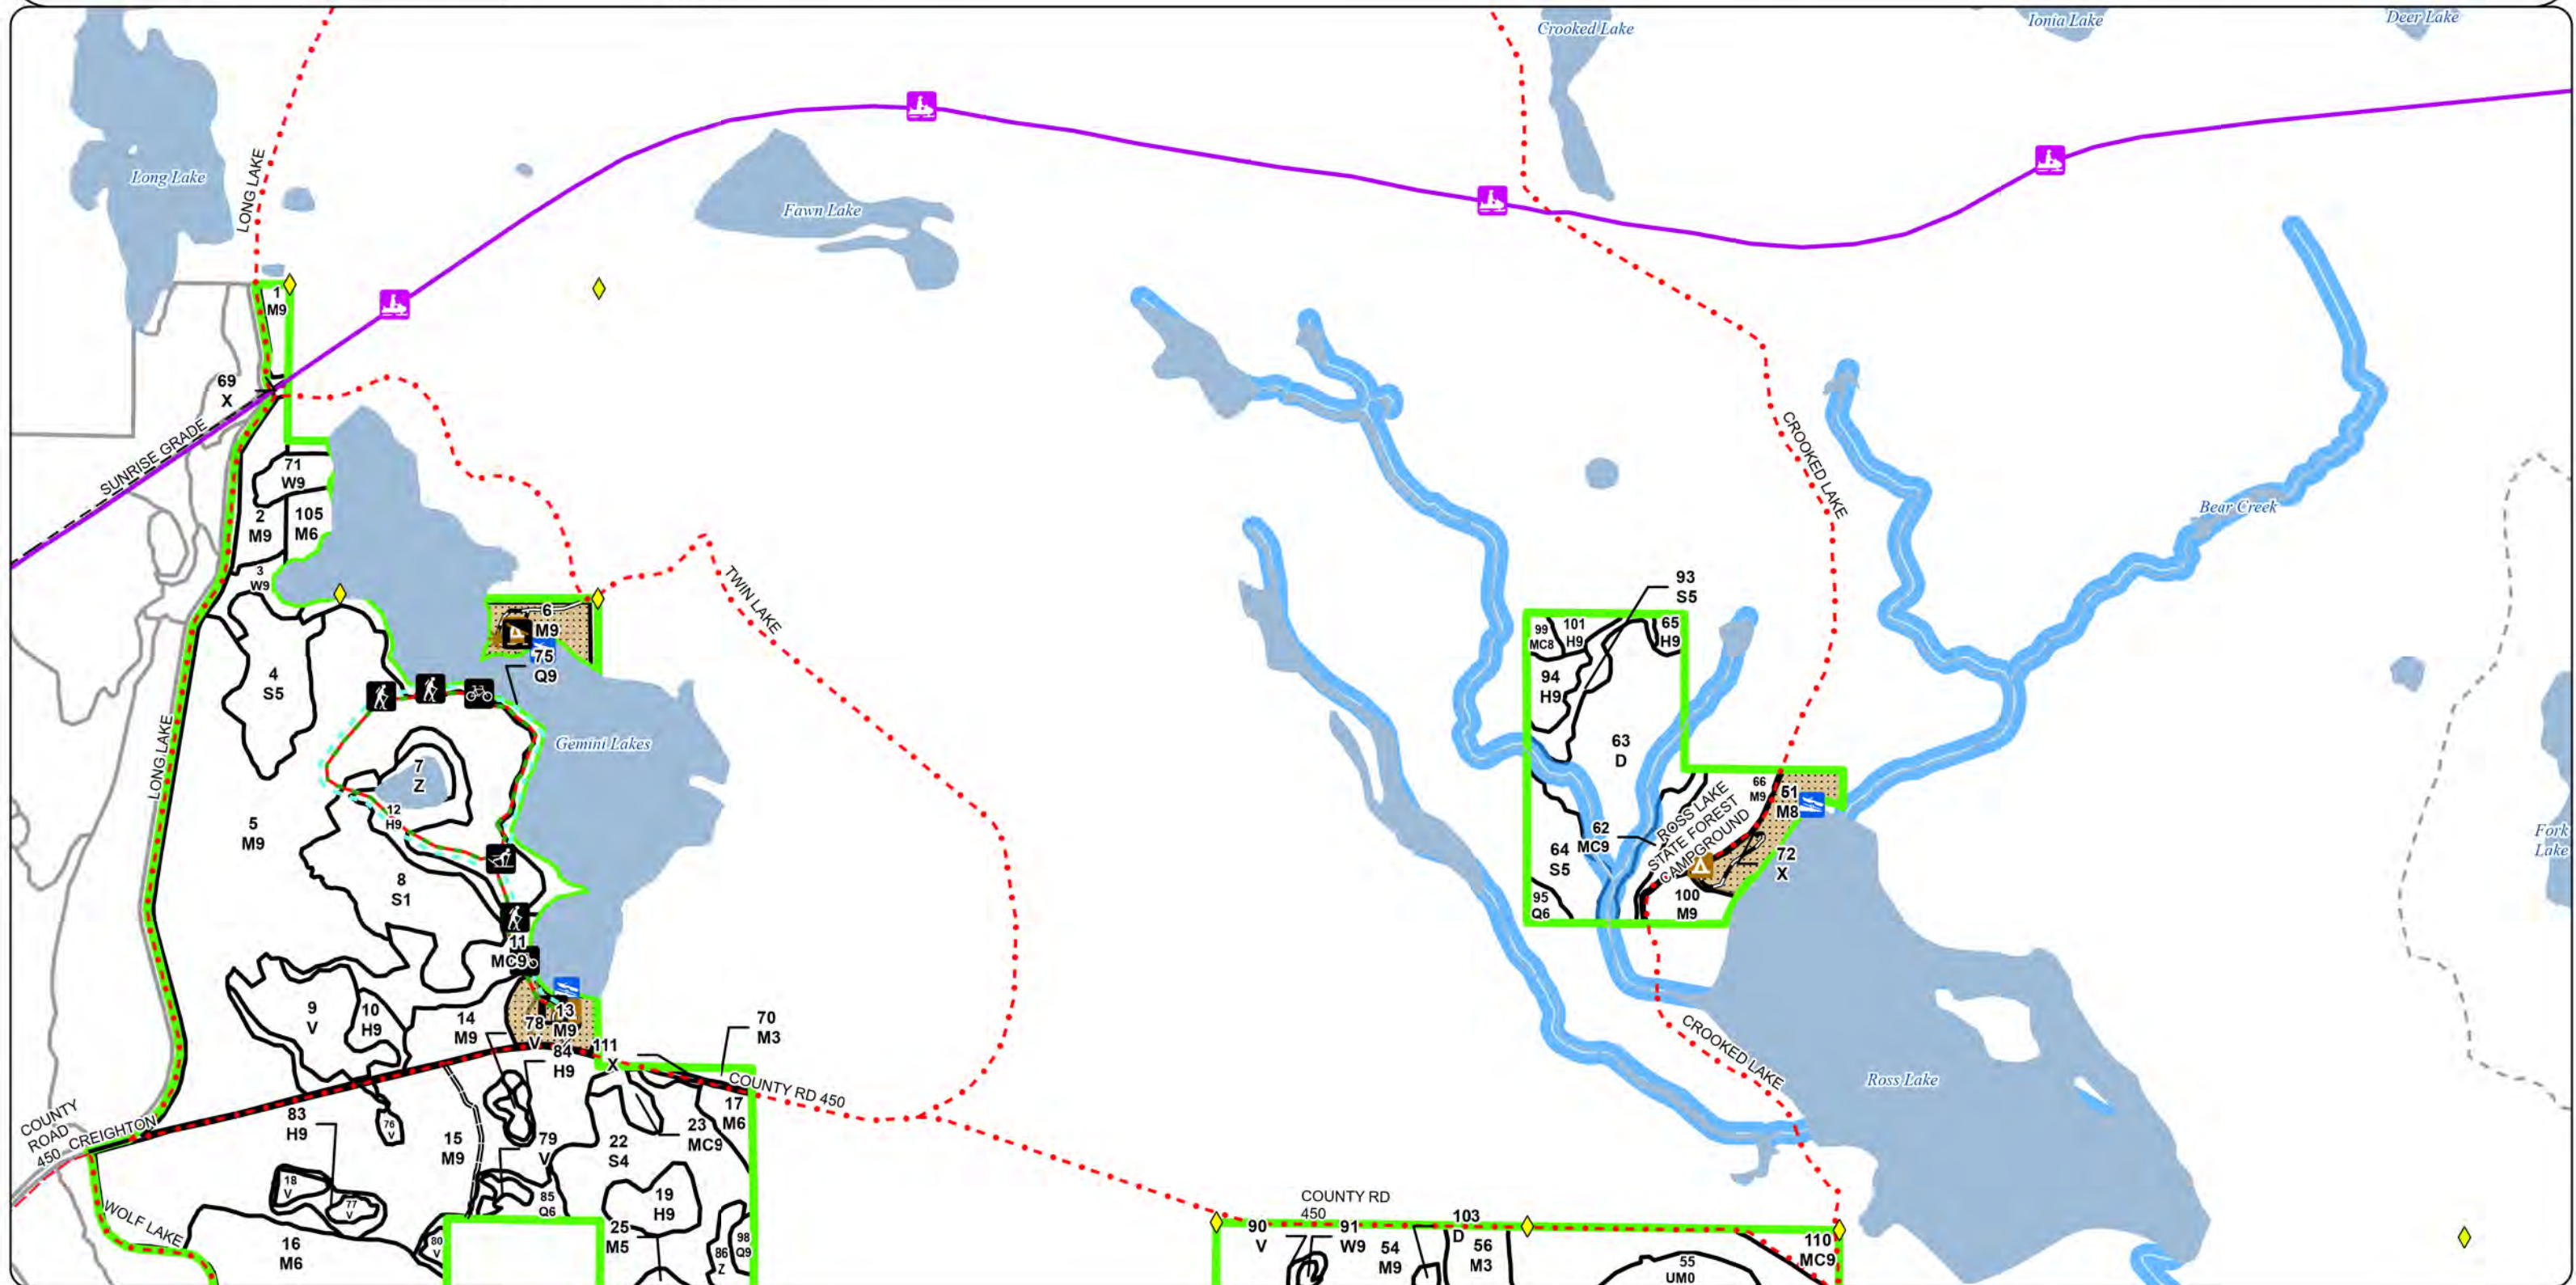 Crooked Lake
Ionia Lake
Deer Lake
Long Lake
LONG LAKE
Fawn Lake
1
M9
69
X
SUNRISE GRADE
71
W9
2
M9
105
M6
3
W9
CROOKED LAKE
Bear Creek
TWIN LAKE
6
M9
75
Q9
4
S5
93
S5
99
MC8
101
H9
65
H9
94
H9
63
D
LONG LAKE
Gemini Lakes
7
Z
12
H9
5
M9
8
S1
66
M9
51
M8
ROSS LAKE
STATE FOREST
CAMPGROUND
62
MC9
64
S5
72
X
95
Q6
100
M9
Fork
Lake
11
MC9
9
V
10
H9
14
M9
13
M9
78
V
84
H9
111
X
70
M3
CROOKED LAKE
Ross Lake
COUNTY RD 450
COUNTY
ROAD
450
CREIGHTON
83
H9
76
V
15
M9
79
V
22
S4
23
MC9
17
M6
18
V
77
V
85
Q6
19
H9
WOLF LAKE
16
M6
80
V
25
M5
86
Z
98
Q9
COUNTY RD
450
90
V
91
W9
54
M9
103
D
56
M3
55
UM0
110
MC9